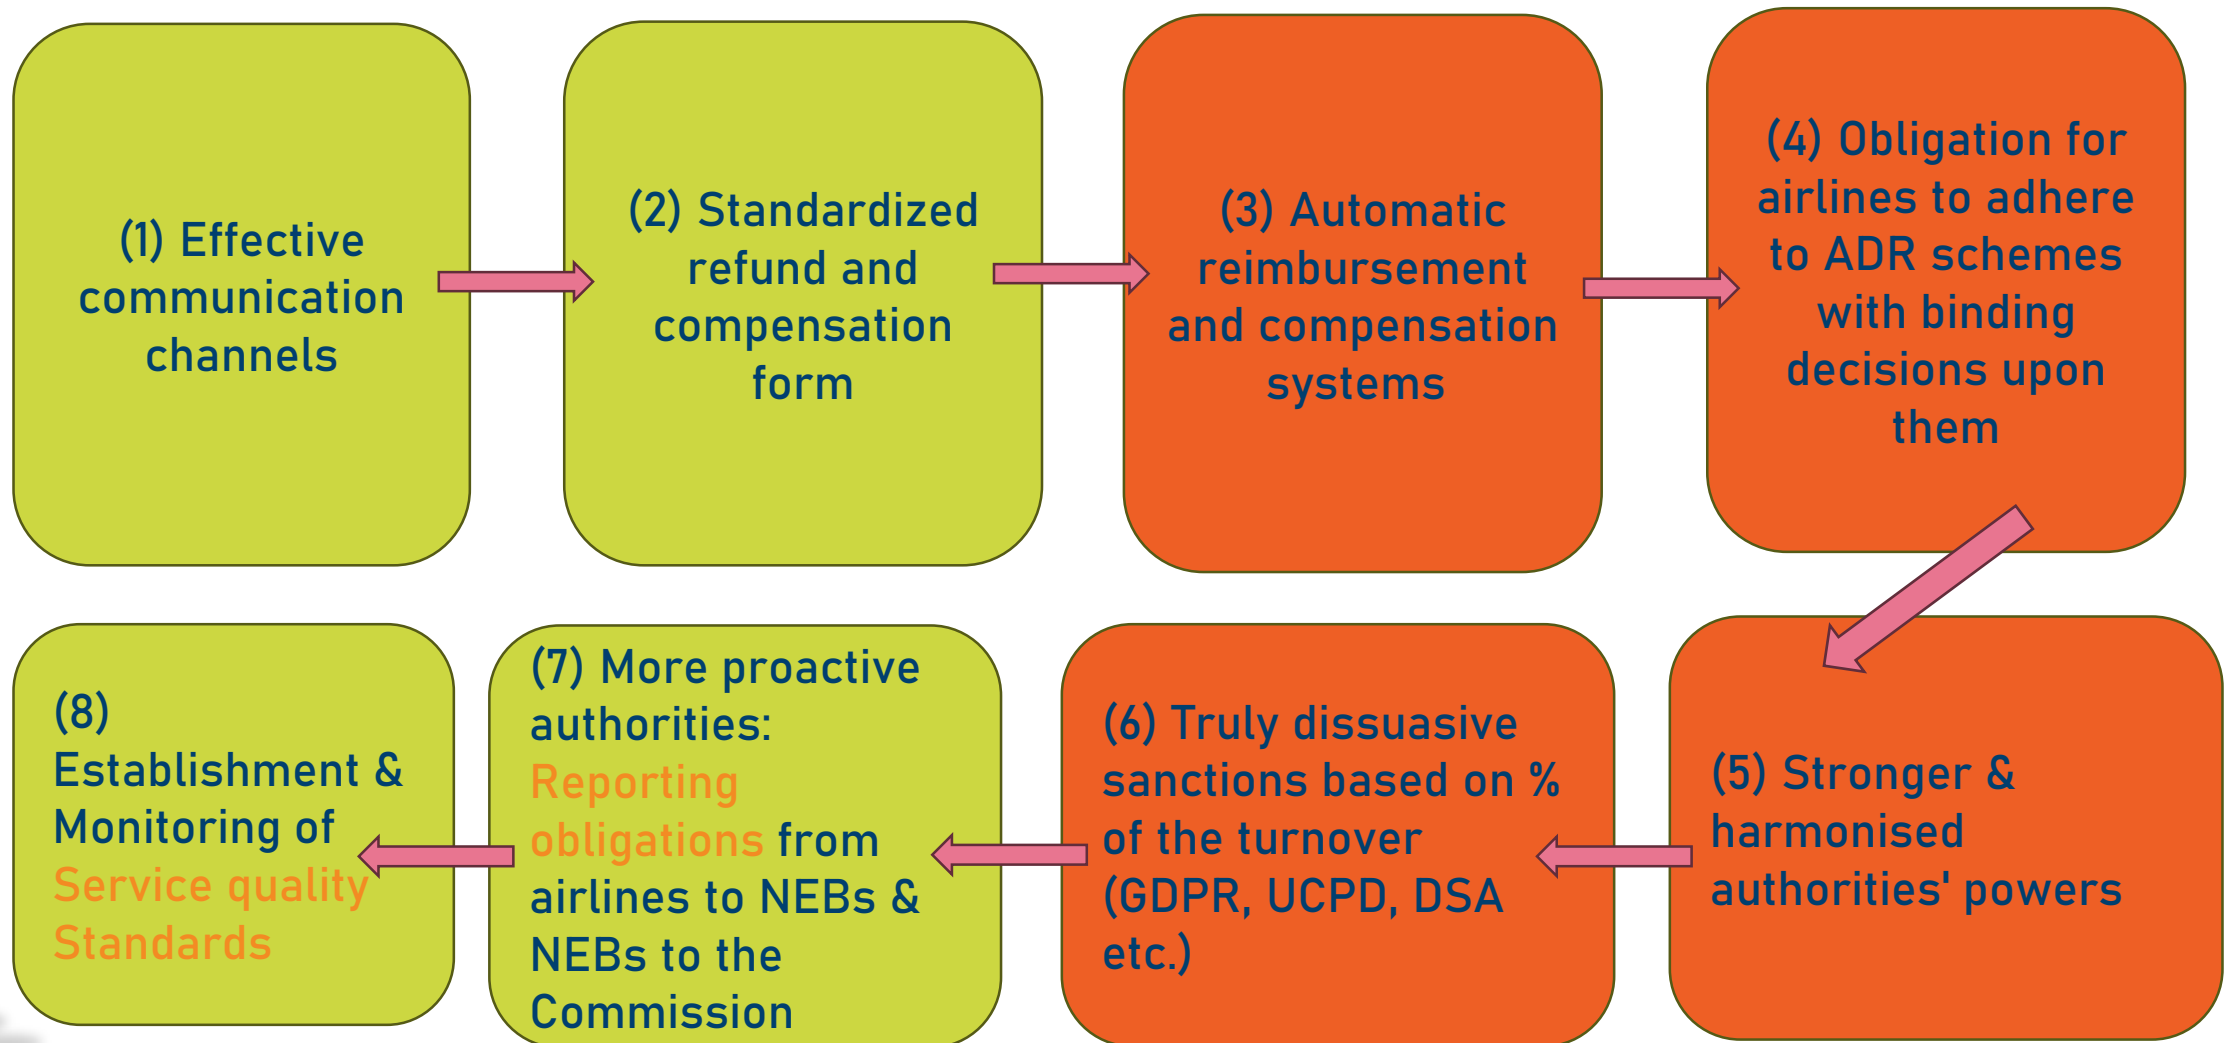 (1) Effective
communication
channels
(2) Standardized
refund and
compensation
form
(3) Automatic
reimbursement
and compensation
systems
(4) Obligation for
airlines to adhere
to ADR schemes
with binding
decisions upon
them
(5) Stronger &
harmonised
authorities' powers
(6) Truly dissuasive
sanctions based on %
of the turnover
(GDPR, UCPD, DSA
etc.)
(7) More proactive
authorities:
Reporting
obligations from
airlines to NEBs &
NEBs to the
Commission
(8)
Establishment &
Monitoring of
Service quality
Standards